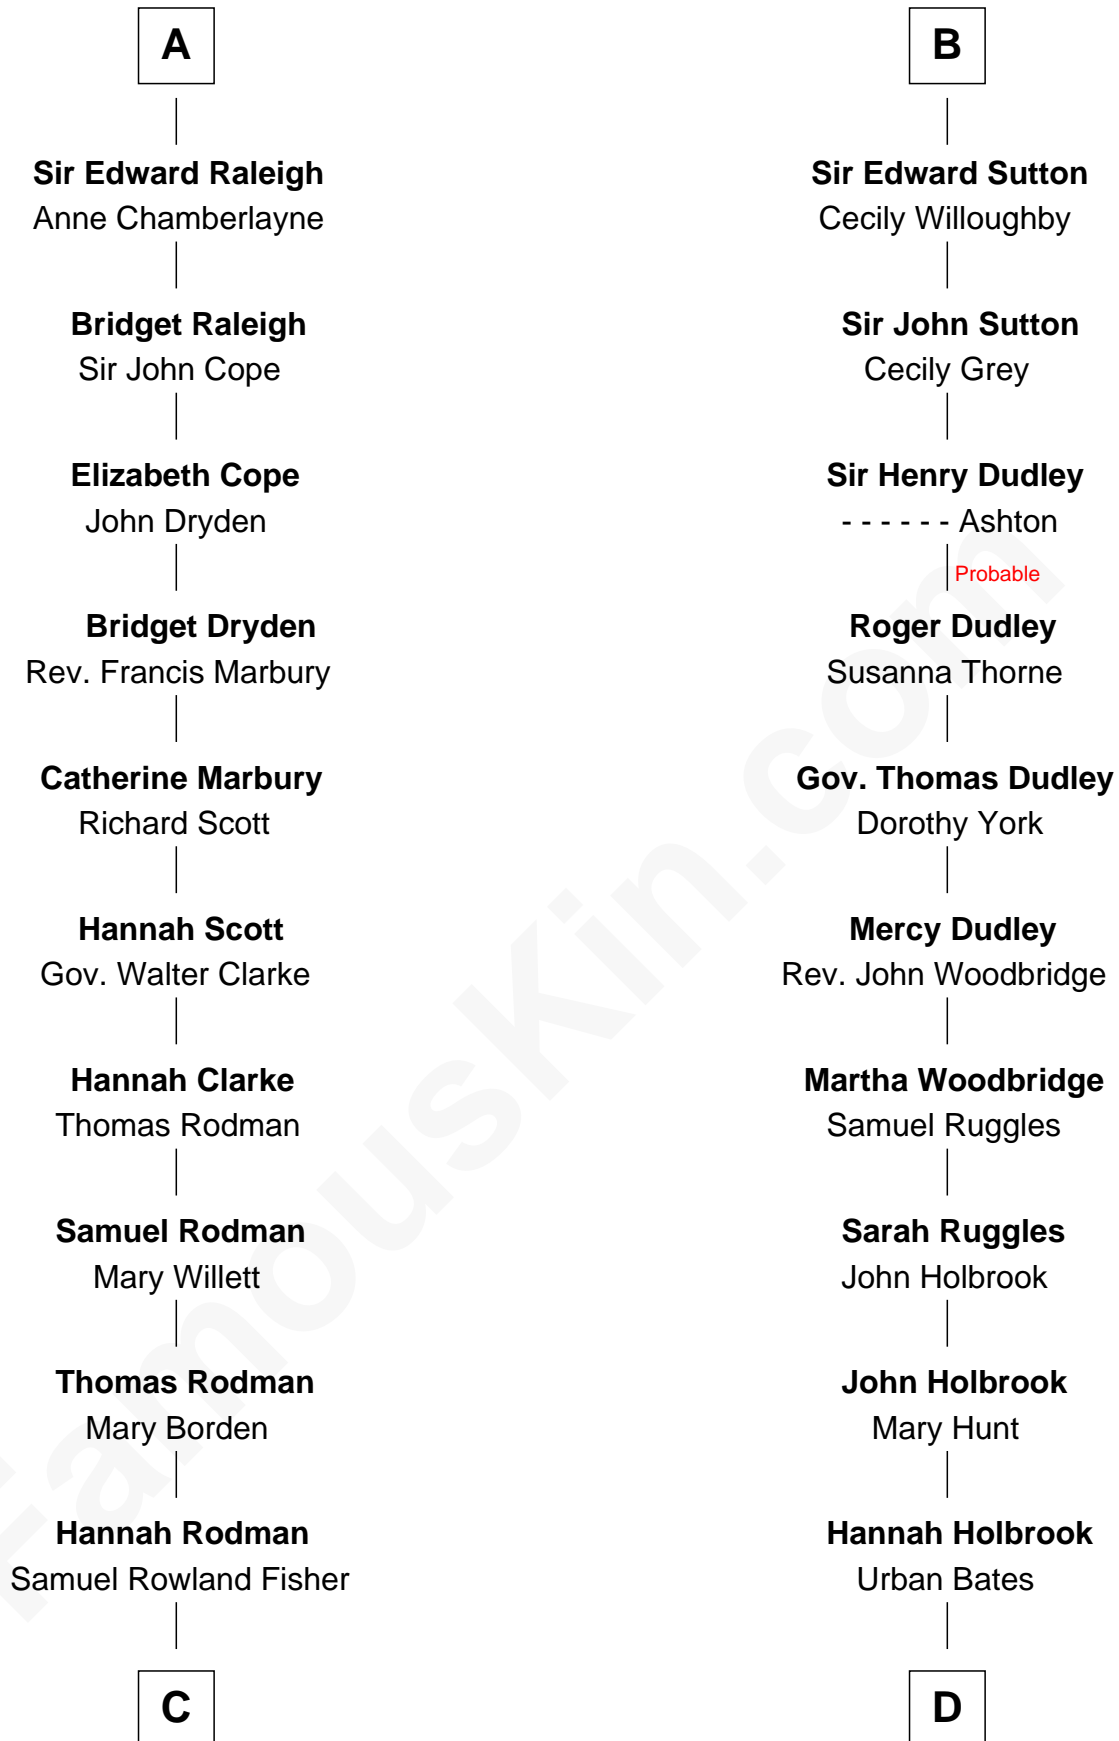 A
Sir Edward Raleigh
Anne Chamberlayne
Bridget Raleigh
Sir John Cope
Elizabeth Cope
John Dryden
Bridget Dryden
Rev. Francis Marbury
Catherine Marbury
Richard Scott
Hannah Scott
Gov. Walter Clarke
Hannah Clarke
Thomas Rodman
Samuel Rodman
Mary Willett
Thomas Rodman
Mary Borden
Hannah Rodman
Samuel Rowland Fisher
C
B
Sir Edward Sutton
Cecily Willoughby
Sir John Sutton
Cecily Grey
Sir Henry Dudley
- - - - - - Ashton
Probable
Roger Dudley
Susanna Thorne
Gov. Thomas Dudley
Dorothy York
Mercy Dudley
Rev. John Woodbridge
Martha Woodbridge
Samuel Ruggles
Sarah Ruggles
John Holbrook
John Holbrook
Mary Hunt
Hannah Holbrook
Urban Bates
D
FamousKin.com